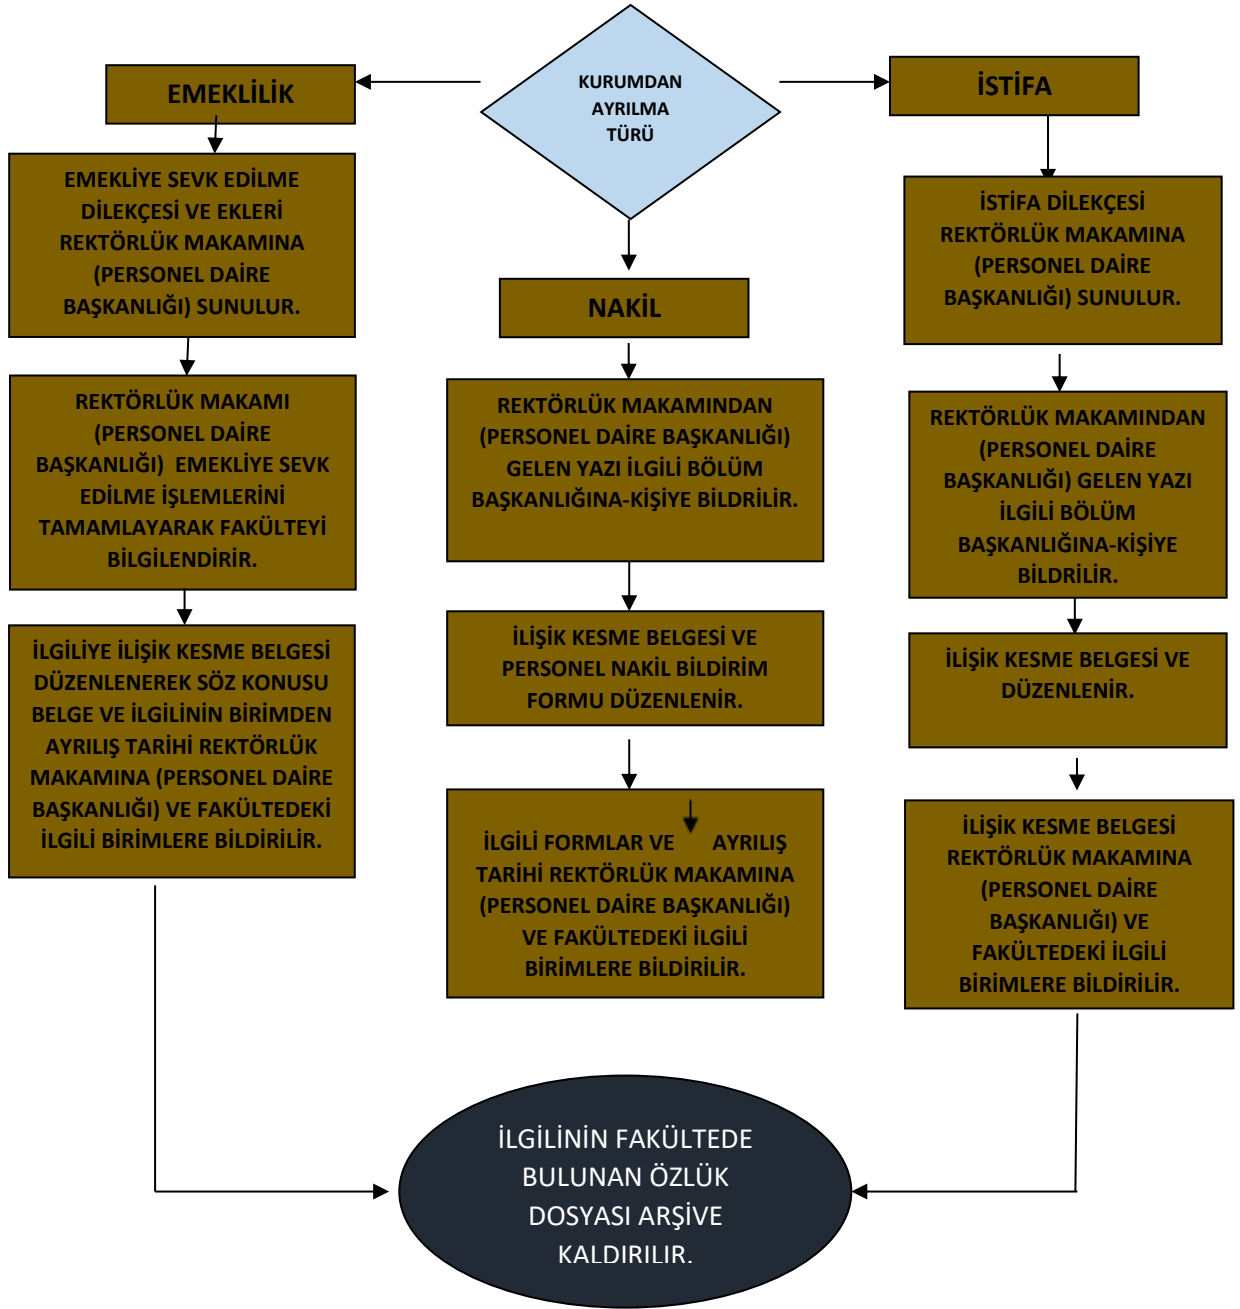 KURUMDAN
AYRILMA
TÜRÜ
EMEKLİLİK
EMEKLİYE SEVK EDİLME
DİLEKÇESİ VE EKLERİ
REKTÖRLÜK MAKAMINA
(PERSONEL DAİRE
BAŞKANLIĞI) SUNULUR.
REKTÖRLÜK MAKAMI
(PERSONEL DAİRE
BAŞKANLIĞI) EMEKLİYE SEVK
EDİLME İŞLEMLERİNİ
TAMAMLAYARAK FAKÜLTEYİ
BİLGİLENDİRİR.
İLGİLİYE İLİŞİK KESME BELGESİ
DÜZENLENEREK SÖZ KONUSU
BELGE VE İLGİLİNİN BİRİMDEN
AYRILIŞ TARİHİ REKTÖRLÜK
MAKAMINA (PERSONEL DAİRE
BAŞKANLIĞI) VE FAKÜLTEDEKİ
İLGİLİ BİRİMLERE BİLDİRİLİR.
NAKİL
REKTÖRLÜK MAKAMINDAN
(PERSONEL DAİRE BAŞKANLIĞI)
GELEN YAZI İLGİLİ BÖLÜM
BAŞKANLIĞINA-KİŞİYE BİLDRİLİR.
İLİŞİK KESME BELGESİ VE
PERSONEL NAKİL BİLDİRİM
FORMU DÜZENLENİR.
İLGİLİ FORMLAR VE AYRILIŞ
TARİHİ REKTÖRLÜK MAKAMINA
(PERSONEL DAİRE BAŞKANLIĞI)
VE FAKÜLTEDEKİ İLGİLİ
BİRİMLERE BİLDİRİLİR.
İSTİFA
İSTİFA DİLEKÇESİ
REKTÖRLÜK MAKAMINA
(PERSONEL DAİRE
BAŞKANLIĞI) SUNULUR.
REKTÖRLÜK MAKAMINDAN
(PERSONEL DAİRE
BAŞKANLIĞI) GELEN YAZI
İLGİLİ BÖLÜM
BAŞKANLIĞINA-KİŞİYE
BİLDRİLİR.
İLİŞİK KESME BELGESİ VE
DÜZENLENİR.
İLİŞİK KESME BELGESİ
REKTÖRLÜK MAKAMINA
(PERSONEL DAİRE
BAŞKANLIĞI) VE
FAKÜLTEDEKİ İLGİLİ
BİRİMLERE BİLDİRİLİR.
İLGİLİNİN FAKÜLTEDE
BULUNAN ÖZLÜK
DOSYASI ARŞİVE
KALDIRILIR.